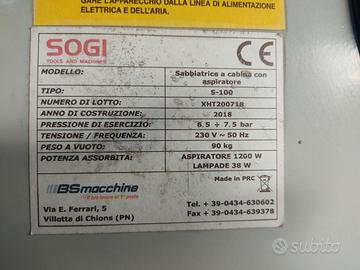 GARE L'APPARECCHIO DALLA LINEA DI ALIMENTAZIONE
ELETTRICA E DELL'ARIA.
SOGI
TOOLS AND MACHINES
CE
MODELLO: Sabbiatrice a cabina con aspiratore
TIPO: S-100
NUMERO DI LOTTO: XHT200718
ANNO DI COSTRUZIONE: 2018
PRESSIONE DI ESERCIZIO: 6.5 ÷ 7.5 bar
TENSIONE / FREQUENZA: 230 V ~ 50 Hz
PESO A VUOTO: 90 kg
POTENZA ASSORBITA: ASPIRATORE 1200 W
LAMPADE 38 W
Made in PRC
BSmacchine
Via E. Ferrari, 5
Villotta di Chions (PN)
Tel. + 39-0434-630602
Fax + 39-0434-639378
subito